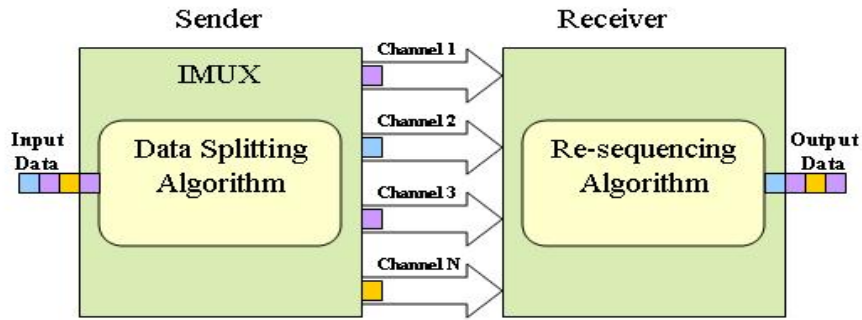 Sender
Receiver
IMUX
Channel 1
Channel 2
Channel 3
Channel N
Input
Data
Data Splitting
Algorithm
Re-sequencing
Algorithm
Output
Data